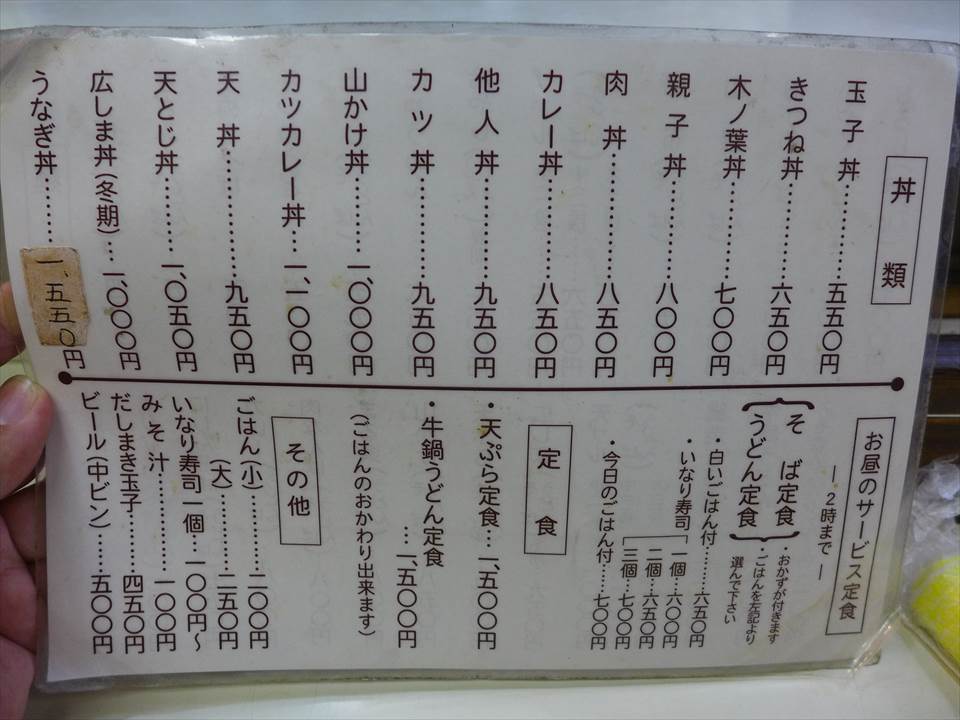 丼類
玉子丼………五五〇円
きつね丼………六五〇円
木ノ葉丼………七〇〇円
親子丼………八〇〇円
肉丼………八五〇円
カレー丼………八五〇円
他人丼………九五〇円
カツ丼………九五〇円
山かけ丼………一、〇〇〇円
カツカレー丼…一、一〇〇円
天丼………九五〇円
天とじ丼………一、〇五〇円
広しま丼(冬期)…一、〇〇〇円
うなぎ丼………一、五五〇円
お昼のサービス定食
―2時まで―
そば定食
うどん定食
・おかずが付きます
・ごはんを左記より
選んで下さい
・白いごはん付………六五〇円
・いなり寿司
一個…六〇〇円
二個…六五〇円
三個…七〇〇円
・今日のごはん付……七〇〇円
定食
・天ぷら定食…一、五〇〇円
・牛鍋うどん定食
…一、五〇〇円
(ごはんのおかわり出来ます)
その他
ごはん(小)………二〇〇円
(大)………二五〇円
いなり寿司一個…一〇〇円～
みそ汁………一〇〇円
だしまき玉子………四五〇円
ビール(中ビン)……五〇〇円